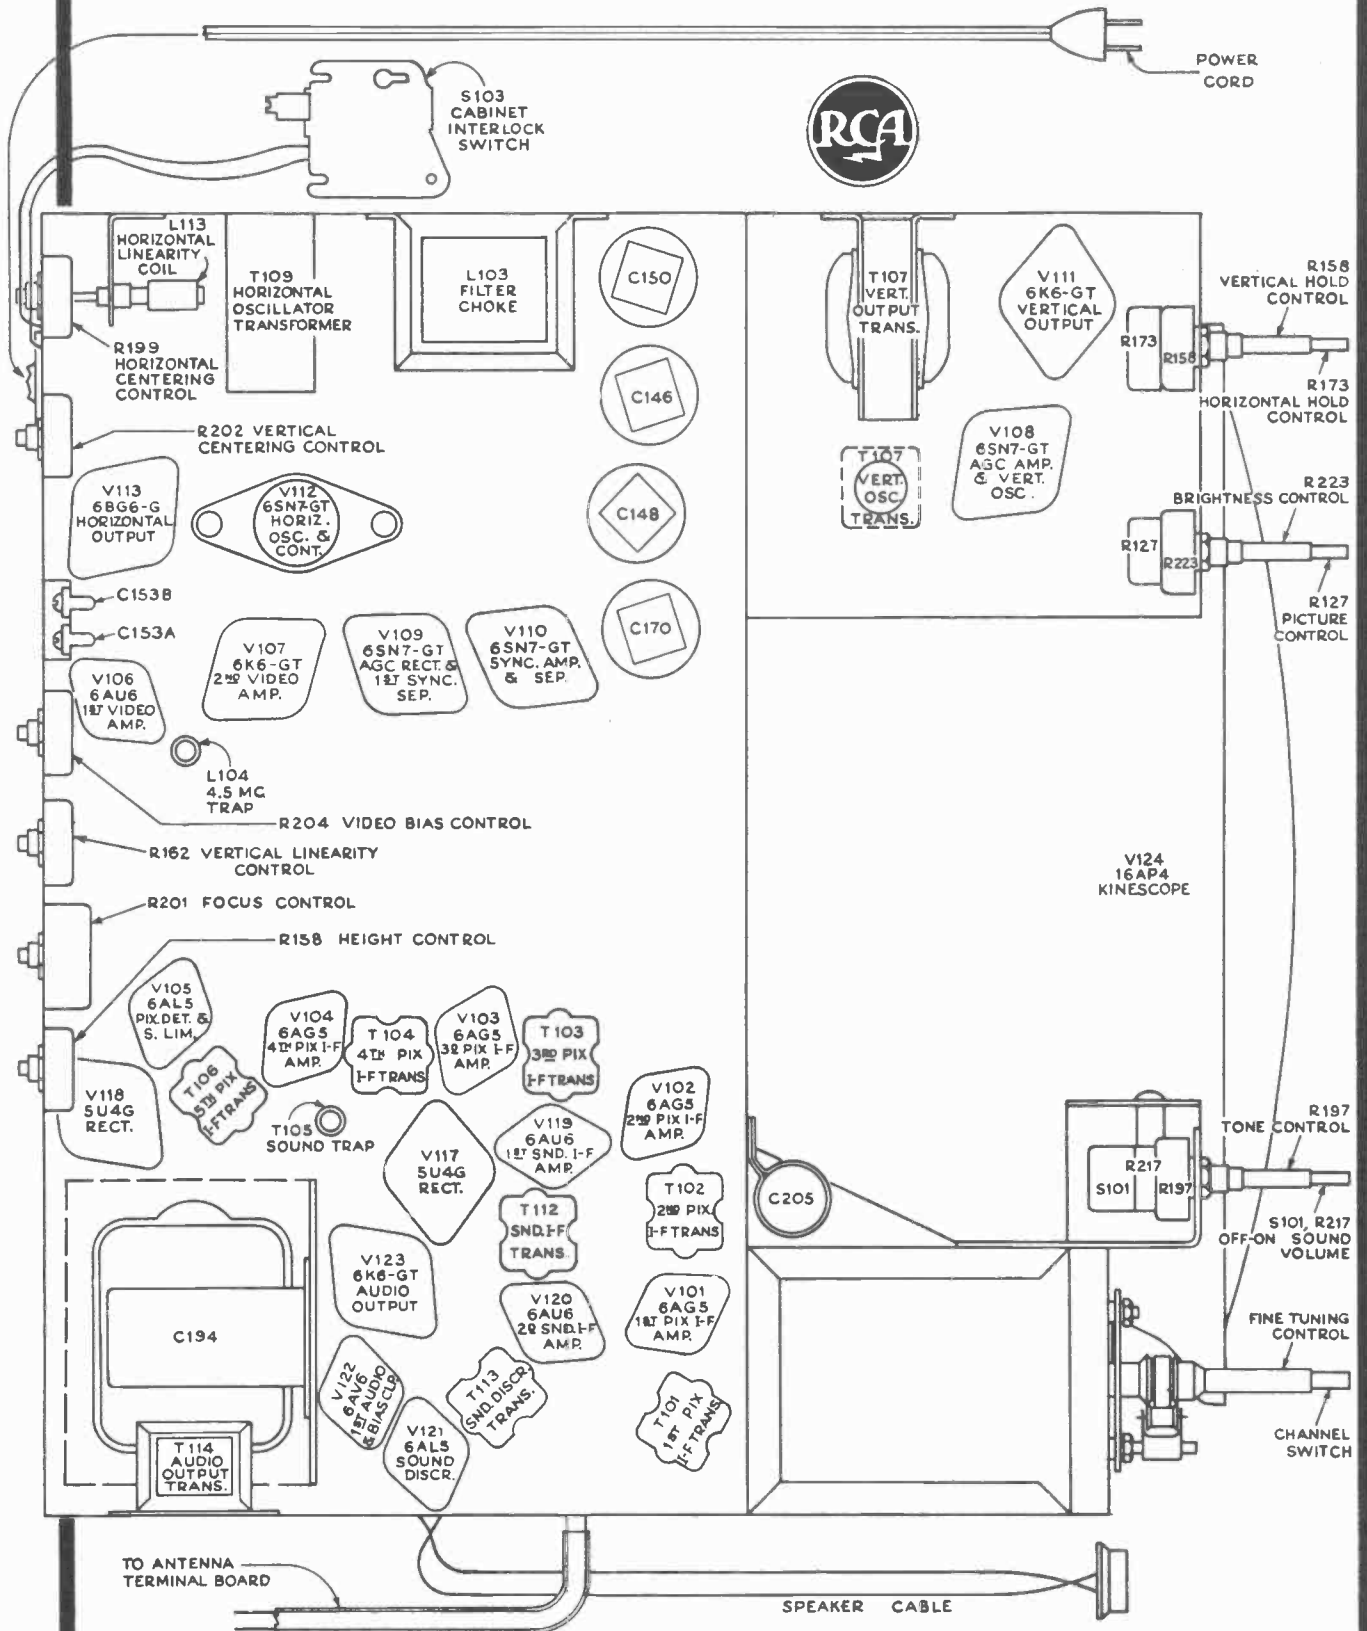 POWER
CORD
S103
CABINET
INTERLOCK
SWITCH
RCA
L113
HORIZONTAL
LINEARITY
COIL
T109
HORIZONTAL
OSCILLATOR
TRANSFORMER
L103
FILTER
CHOKE
C150
T107
VERT.
OUTPUT
TRANS.
V111
6K6-GT
VERTICAL
OUTPUT
R158
VERTICAL HOLD
CONTROL
R173
R158
R199
HORIZONTAL
CENTERING
CONTROL
C146
R173
HORIZONTAL HOLD
CONTROL
R202 VERTICAL
CENTERING CONTROL
V108
6SN7-GT
AGC AMP.
& VERT.
OSC.
T107
VERT.
OSC.
TRANS.
V113
6BG6-G
HORIZONTAL
OUTPUT
V112
6SN7-GT
HORIZ.
OSC. &
CONT.
C148
R223
BRIGHTNESS CONTROL
R127
R223
C153B
C153A
R127
PICTURE
CONTROL
V107
6K6-GT
2ND VIDEO
AMP.
V109
6SN7-GT
AGC RECT. &
1ST SYNC.
SEP.
V110
6SN7-GT
SYNC. AMP.
& SEP.
C170
V106
6AU6
1ST VIDEO
AMP.
L104
4.5 MC
TRAP
R204 VIDEO BIAS CONTROL
R162 VERTICAL LINEARITY
CONTROL
V124
16AP4
KINESCOPE
R201 FOCUS CONTROL
R158 HEIGHT CONTROL
V105
6AL5
PIX.DET. &
S. LIM.
V104
6AG5
4TH PIX I-F
AMP.
T104
4TH PIX
I-F TRANS
V103
6AG5
3D PIX I-F
AMP.
T103
3RD PIX
I-F TRANS
T106
5TH PIX
I-F TRANS
V118
5U4G
RECT.
T105
SOUND TRAP
V119
6AU6
1ST SND. I-F
AMP.
V102
6AG5
2ND PIX I-F
AMP.
R197
TONE CONTROL
V117
5U4G
RECT.
R217
S101
R197
T112
SND. I-F
TRANS.
T102
2ND PIX
I-F TRANS
C205
S101, R217
OFF-ON SOUND
VOLUME
V123
6K6-GT
AUDIO
OUTPUT
V120
6AU6
2D SND. I-F
AMP.
V101
6AG5
1ST PIX I-F
AMP.
FINE TUNING
CONTROL
C194
V122
6AV6
1ST AUDIO
& BIAS CLP.
T113
SND. DISCR.
TRANS.
T101
1ST PIX
I-F TRANS
V121
6AL5
SOUND
DISCR.
CHANNEL
SWITCH
T114
AUDIO
OUTPUT
TRANS.
TO ANTENNA
TERMINAL BOARD
SPEAKER CABLE